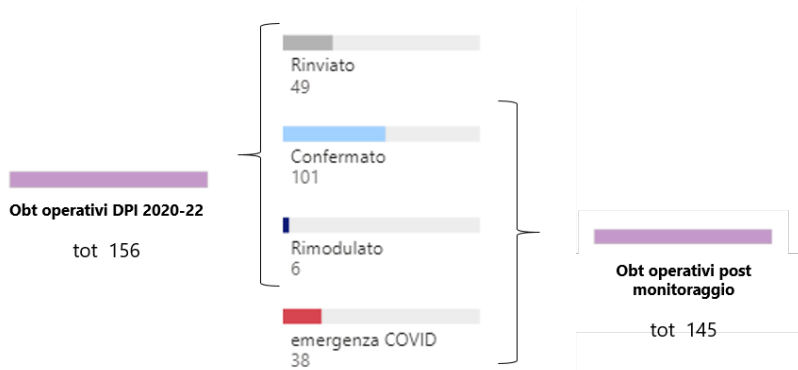 Obt operativi DPI 2020-22
tot 156
Rinviato
49
Confermato
101
Rimodulato
6
emergenza COVID
38
Obt operativi post
monitoraggio
tot 145